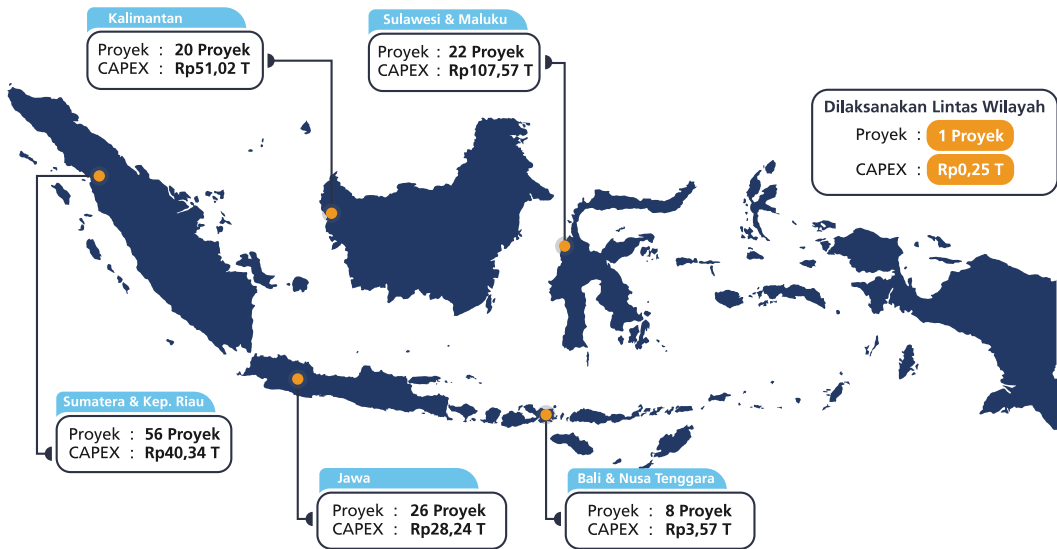 Kalimantan
Proyek : 20 Proyek
CAPEX : Rp51,02 T
Sulawesi & Maluku
Proyek : 22 Proyek
CAPEX : Rp107,57 T
Dilaksanakan Lintas Wilayah
Proyek : 1 Proyek
CAPEX : Rp0,25 T
Sumatera & Kep. Riau
Proyek : 56 Proyek
CAPEX : Rp40,34 T
Jawa
Proyek : 26 Proyek
CAPEX : Rp28,24 T
Bali & Nusa Tenggara
Proyek : 8 Proyek
CAPEX : Rp3,57 T